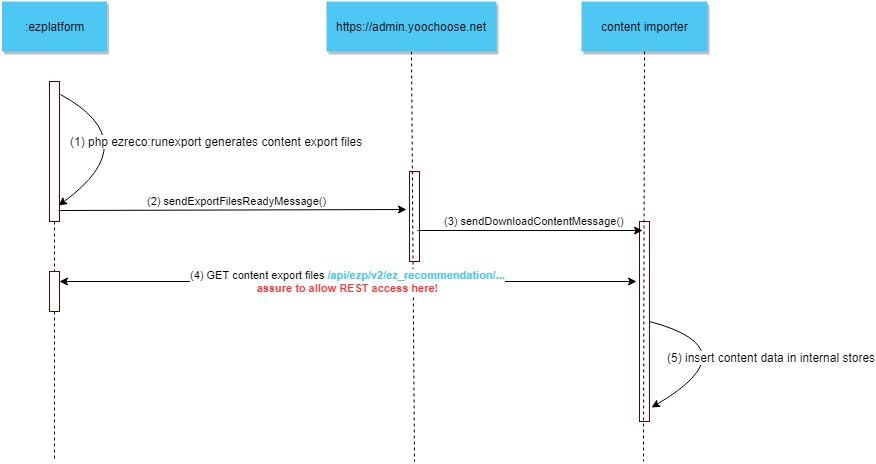 :ezplatform
https://admin.yoochoose.net
content importer
(1) php ezreco:runexport generates content export files
(2) sendExportFilesReadyMessage()
(3) sendDownloadContentMessage()
(4) GET content export files /api/ezp/v2/ez_recommendation/...
assure to allow REST access here!
(5) insert content data in internal stores